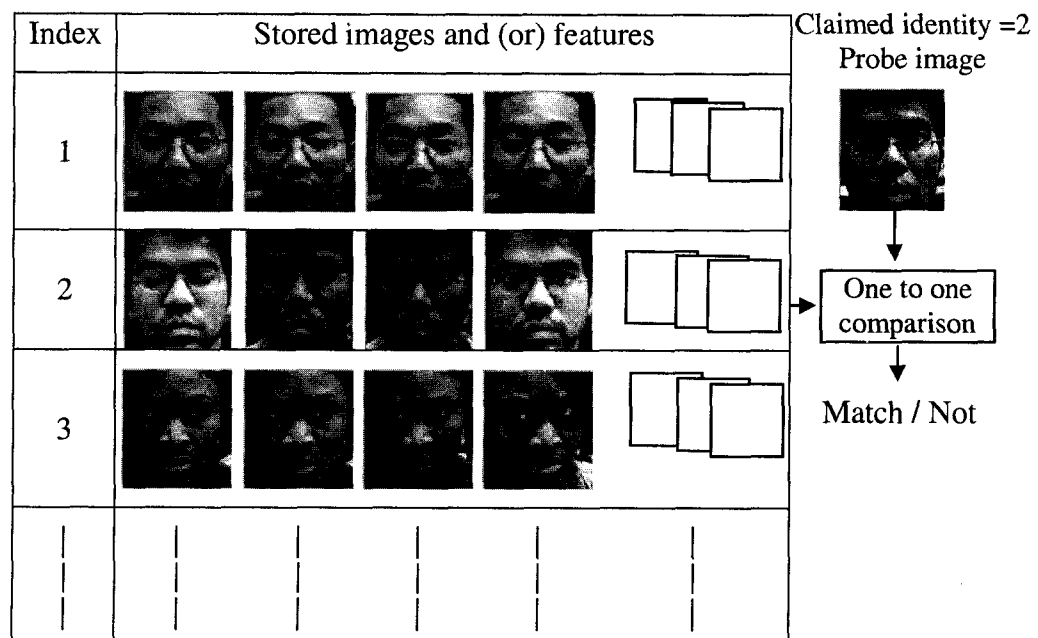 Index
Stored images and (or) features
Claimed identity =2
Probe image
1
2
One to one
comparison
3
Match / Not